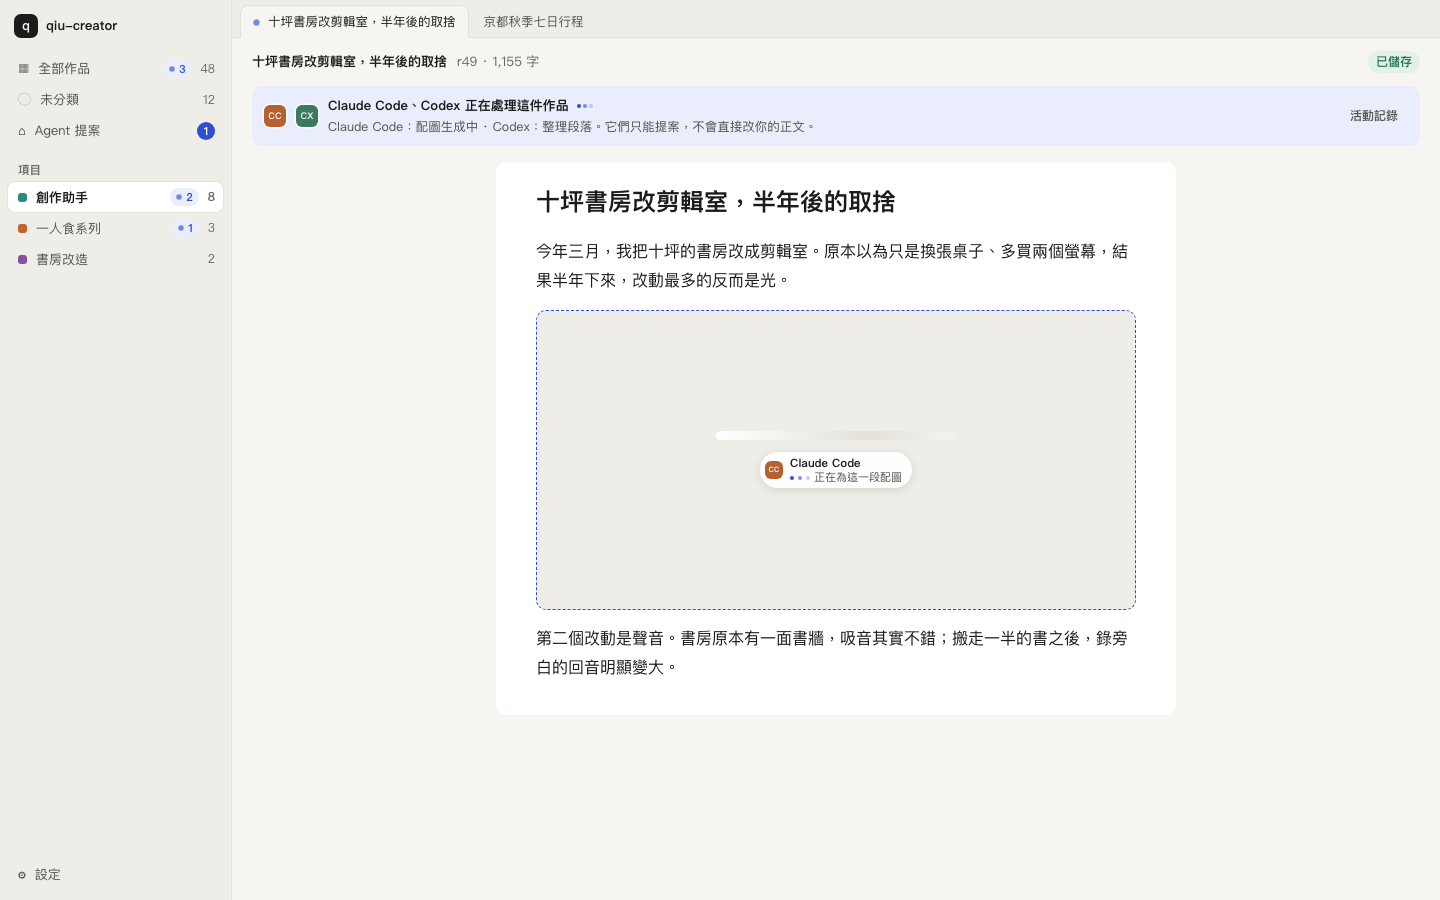 q qiu-creator
全部作品 3 48
未分類 12
Agent 提案 1
項目
創作助手 2 8
一人食系列 1 3
書房改造 2
設定
十坪書房改剪輯室，半年後的取捨 京都秋季七日行程
十坪書房改剪輯室，半年後的取捨 r49 · 1,155 字 已儲存
CC CX Claude Code、Codex 正在處理這件作品
Claude Code：配圖生成中 · Codex：整理段落。它們只能提案，不會直接改你的正文。
活動記錄
十坪書房改剪輯室，半年後的取捨
今年三月，我把十坪的書房改成剪輯室。原本以為只是換張桌子、多買兩個螢幕，結
果半年下來，改動最多的反而是光。
CC Claude Code
正在為這一段配圖
第二個改動是聲音。書房原本有一面書牆，吸音其實不錯；搬走一半的書之後，錄旁
白的回音明顯變大。